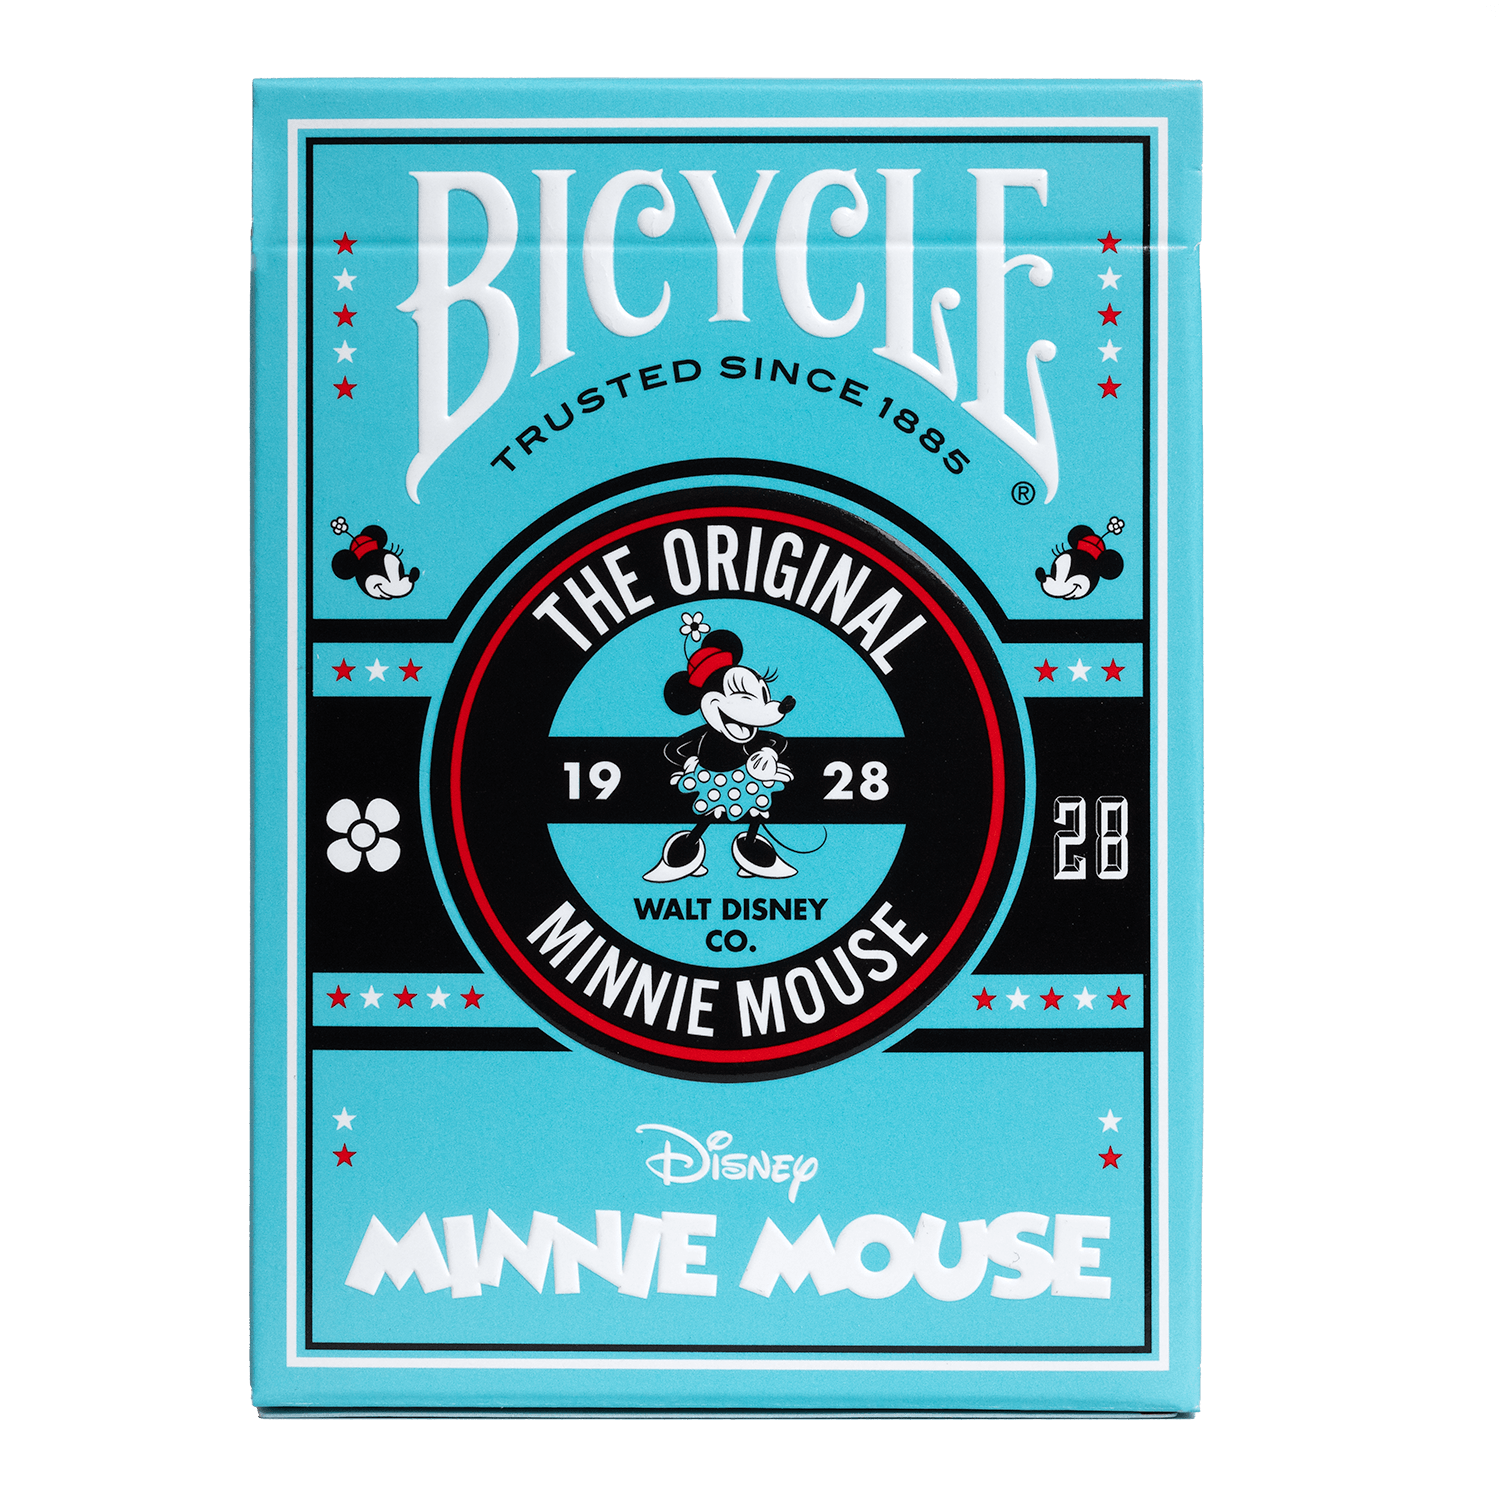 BICYCLE
TRUSTED SINCE 1885
®
THE ORIGINAL
19 28
28
WALT DISNEY
CO.
MINNIE MOUSE
Disney
MINNIE MOUSE